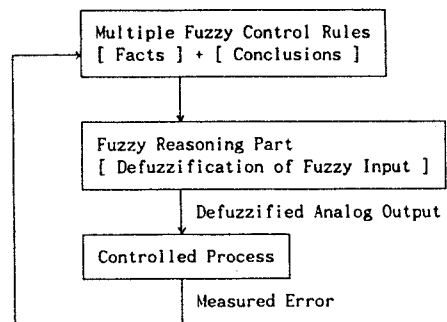 Multiple Fuzzy Control Rules
[ Facts ] + [ Conclusions ]
Fuzzy Reasoning Part
[ Defuzzification of Fuzzy Input ]
Defuzzified Analog Output
Controlled Process
Measured Error